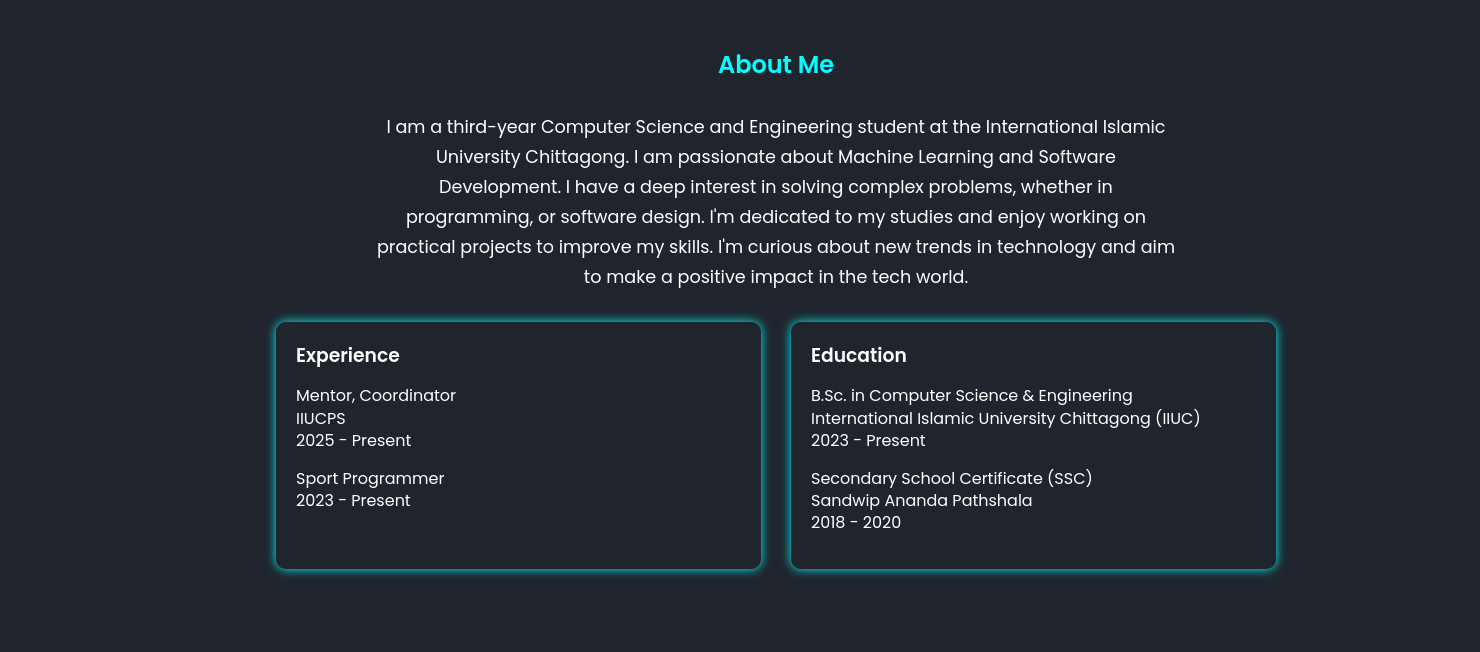 About Me
I am a third-year Computer Science and Engineering student at the International Islamic
University Chittagong. I am passionate about Machine Learning and Software
Development. I have a deep interest in solving complex problems, whether in
programming, or software design. I'm dedicated to my studies and enjoy working on
practical projects to improve my skills. I'm curious about new trends in technology and aim
to make a positive impact in the tech world.
Experience
Mentor, Coordinator
IIUCPS
2025 - Present
Sport Programmer
2023 - Present
Education
B.Sc. in Computer Science & Engineering
International Islamic University Chittagong (IIUC)
2023 - Present
Secondary School Certificate (SSC)
Sandwip Ananda Pathshala
2018 - 2020